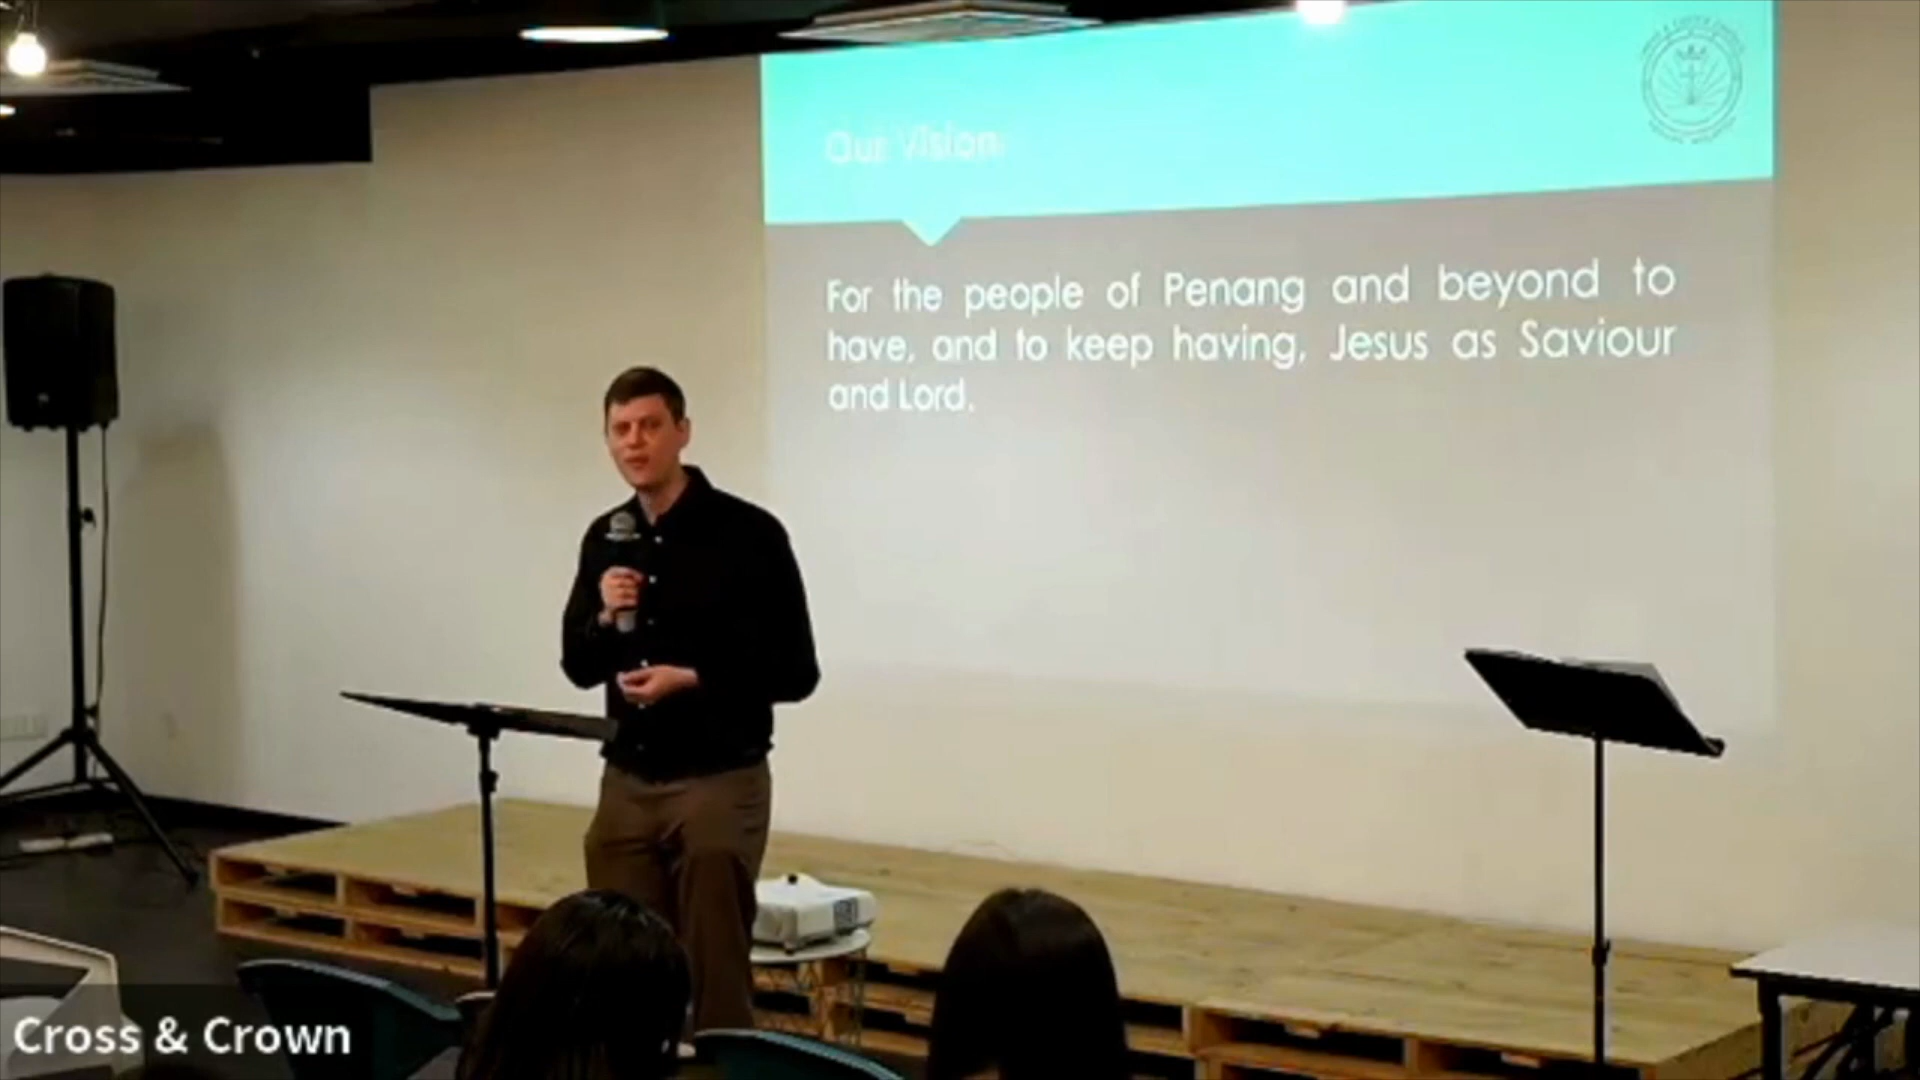 Our Vision:
For the people of Penang and beyond to
have, and to keep having, Jesus as Saviour
and Lord.
Cross & Crown